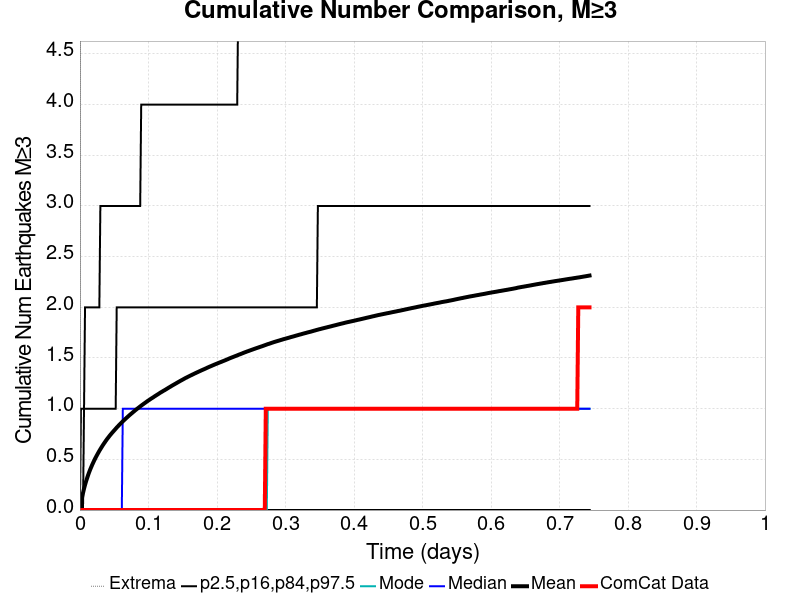 Cumulative Number Comparison, M≥3
Cumulative Num Earthquakes M≥3
4.5
4.0
3.5
3.0
2.5
2.0
1.5
1.0
0.5
0.0
0 0.1 0.2 0.3 0.4 0.5 0.6 0.7 0.8 0.9 1
Time (days)
Extrema p2.5,p16,p84,p97.5 Mode Median Mean ComCat Data